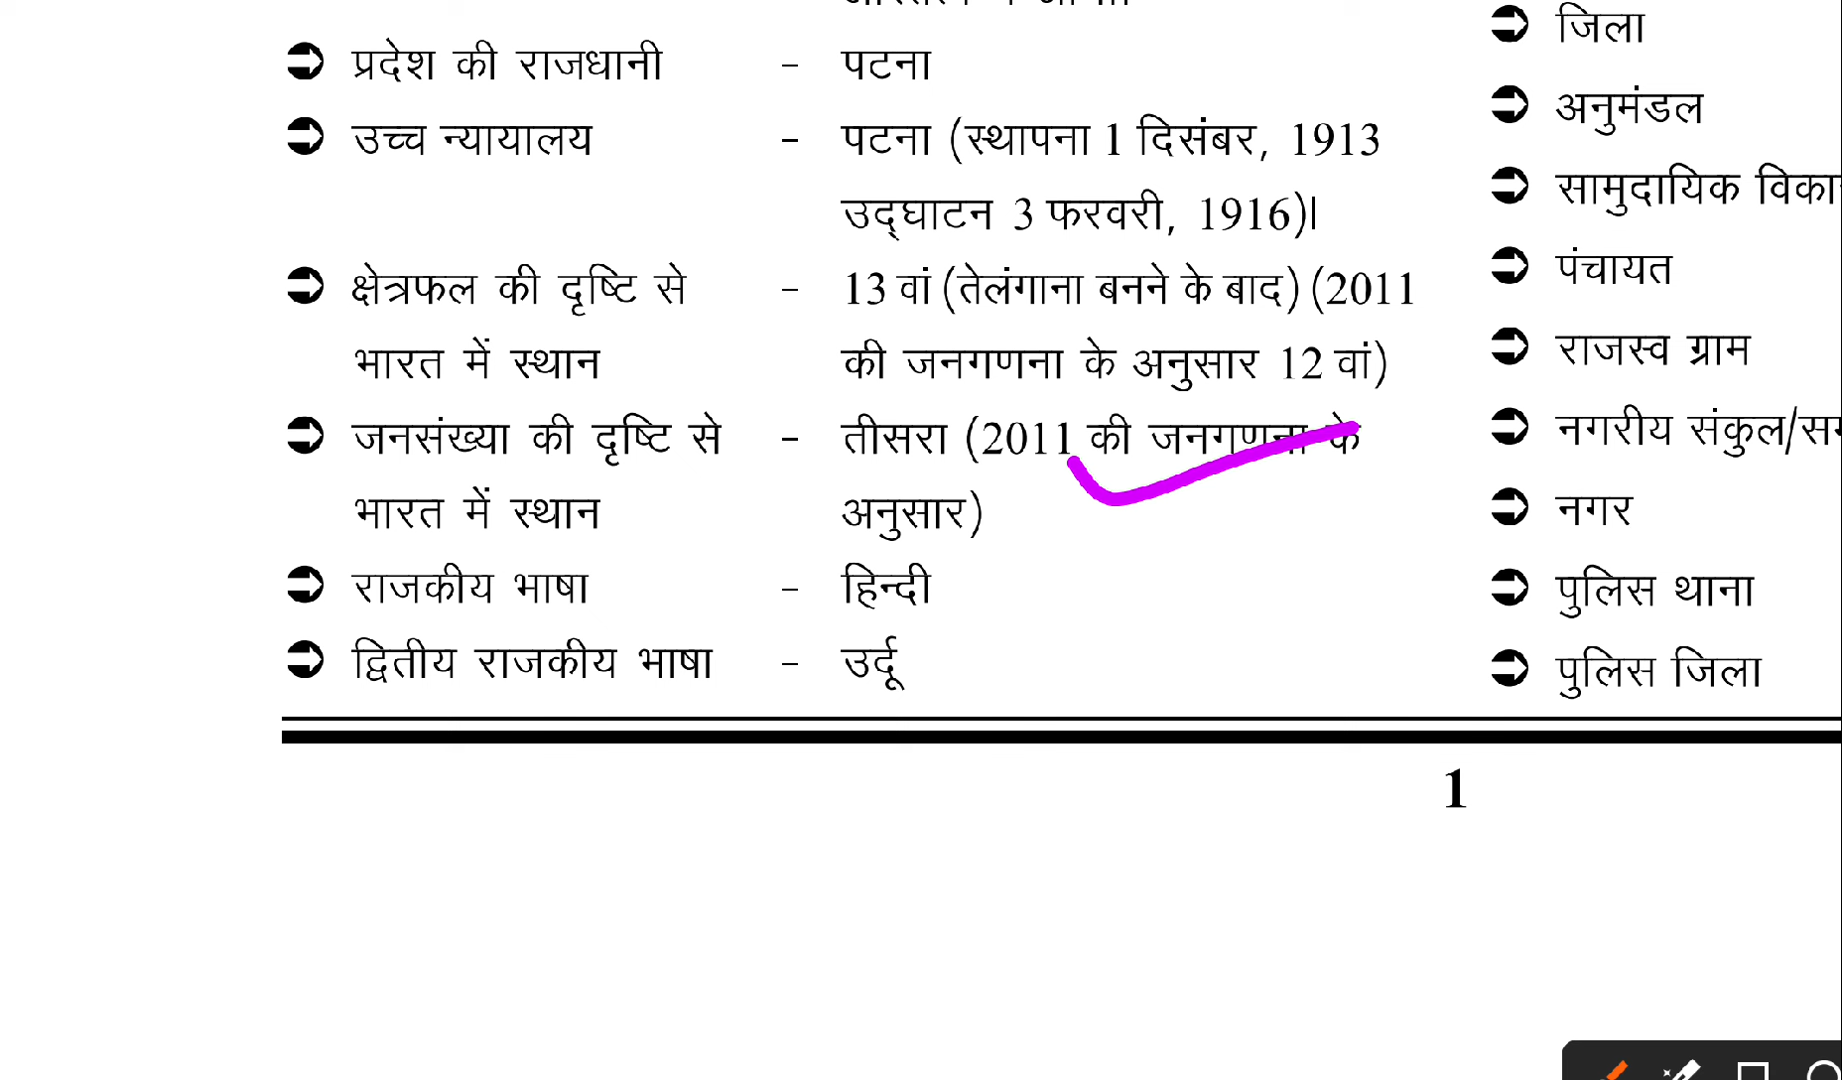 प्रदेश की राजधानी - पटना
उच्च न्यायालय - पटना (स्थापना 1 दिसंबर, 1913
उद्घाटन 3 फरवरी, 1916)।
क्षेत्रफल की दृष्टि से - 13 वां (तेलंगाना बनने के बाद) (2011
भारत में स्थान की जनगणना के अनुसार 12 वां)
जनसंख्या की दृष्टि से - तीसरा (2011 की जनगणना के
भारत में स्थान अनुसार)
राजकीय भाषा - हिन्दी
द्वितीय राजकीय भाषा - उर्दू
जिला
अनुमंडल
सामुदायिक
पंचायत
राजस्व ग्राम
नगरीय संकुल/
नगर
पुलिस थाना
पुलिस जिला
1